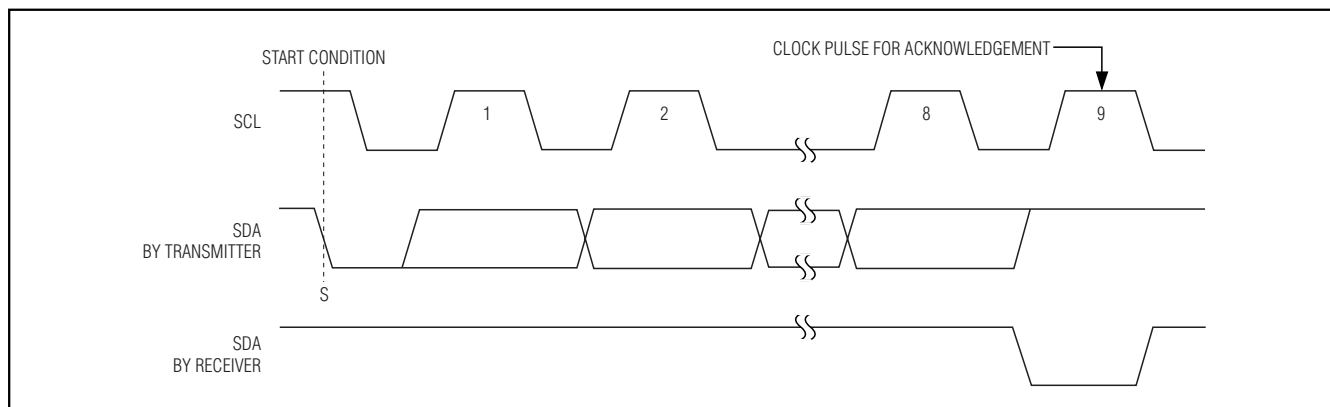 START CONDITION
CLOCK PULSE FOR ACKNOWLEDGEMENT
SCL
1
2
8
9
SDA
BY TRANSMITTER
S
SDA
BY RECEIVER